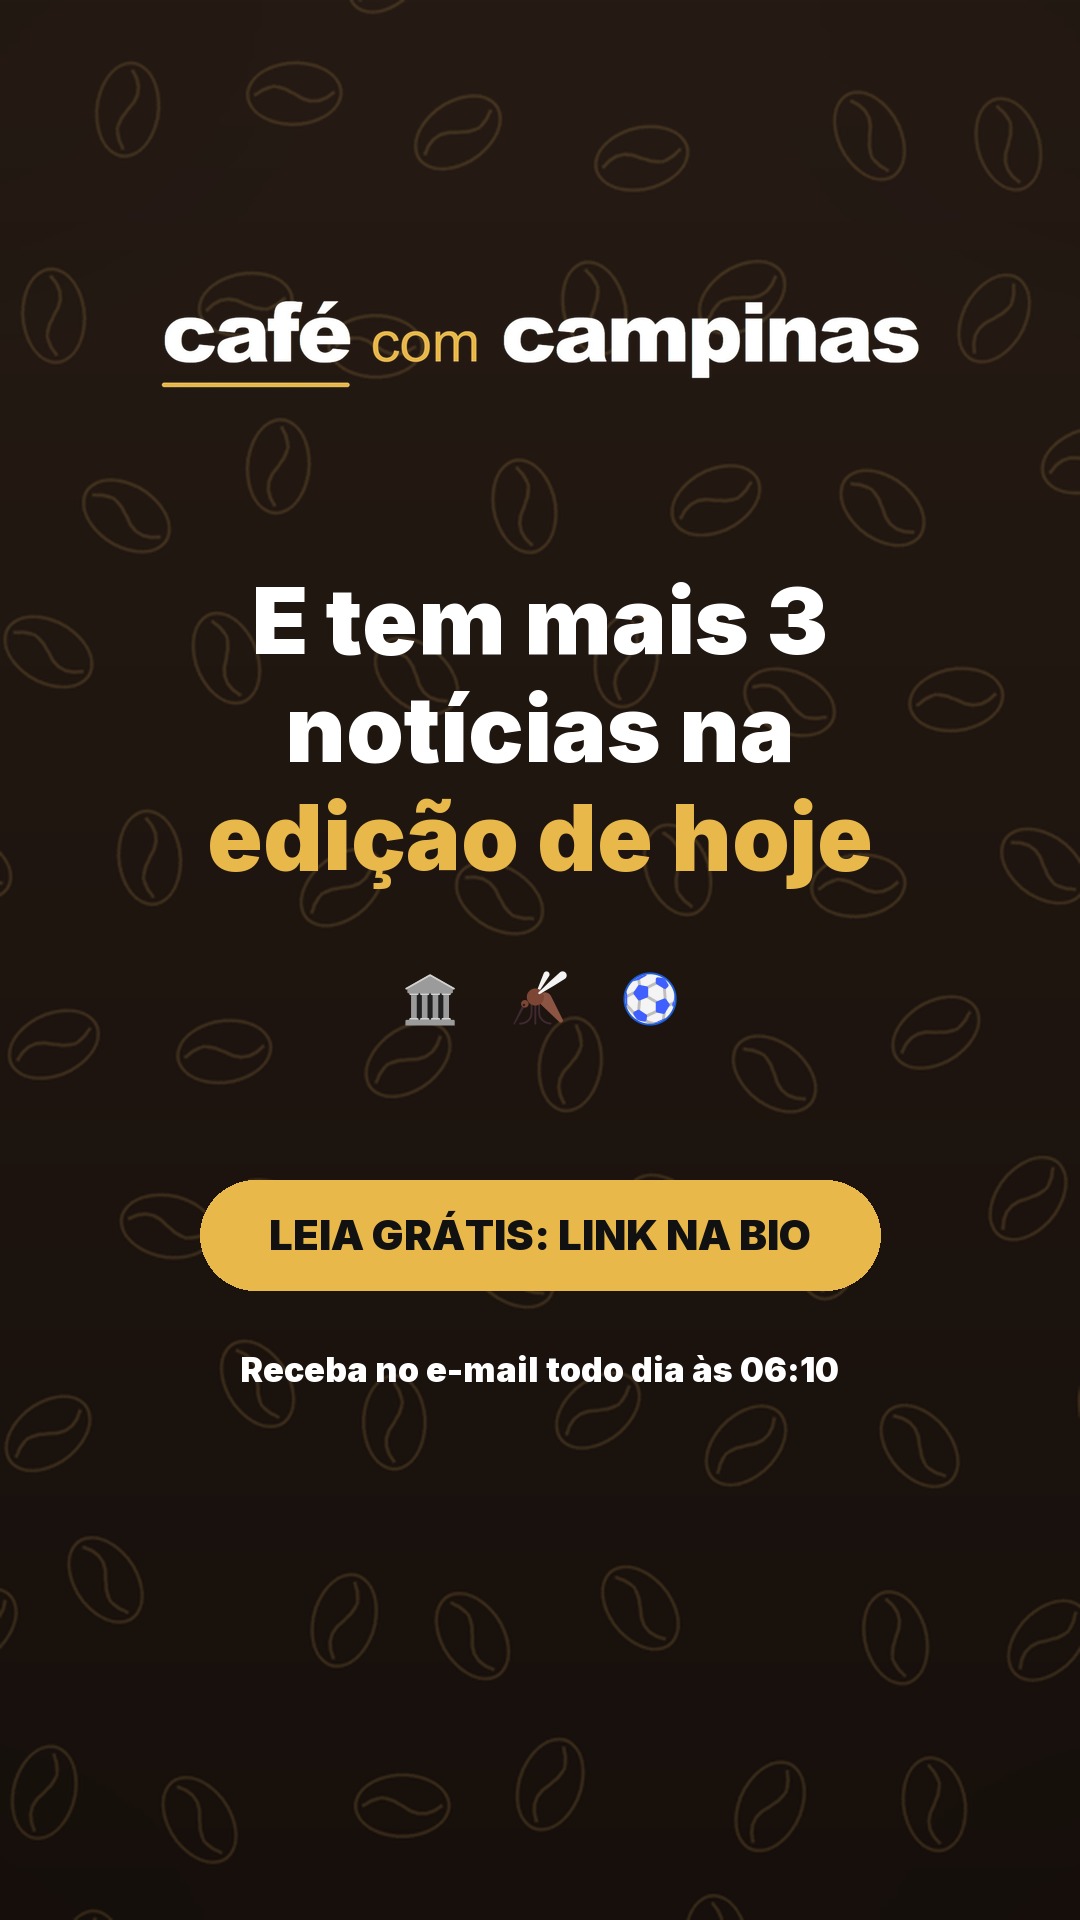 café com campinas
E tem mais 3
notícias na
edição de hoje
LEIA GRÁTIS: LINK NA BIO
Receba no e-mail todo dia às 06:10